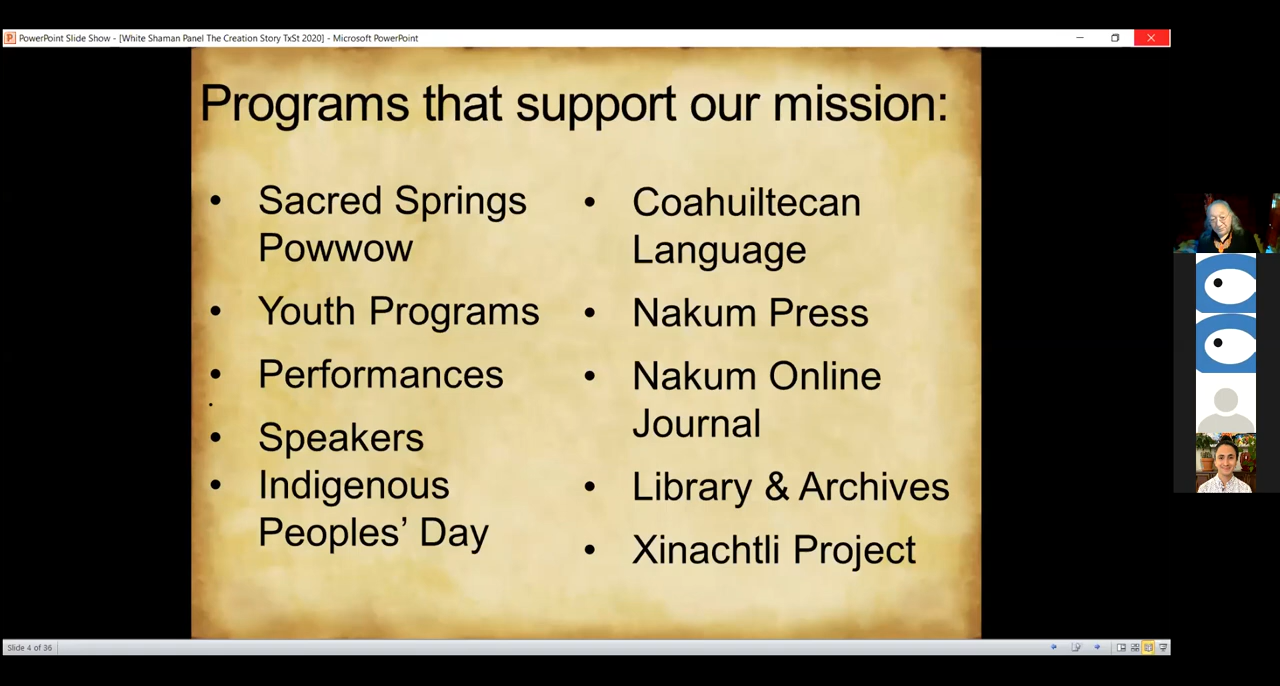 PowerPoint Slide Show - [White Shaman Panel The Creation Story TxSt 2020] - Microsoft PowerPoint
Programs that support our mission:
• Sacred Springs
Powwow
• Youth Programs
• Performances
•
• Speakers
• Indigenous
Peoples’ Day
• Coahuiltecan
Language
• Nakum Press
• Nakum Online
Journal
• Library & Archives
• Xinachtli Project
Slide 4 of 36